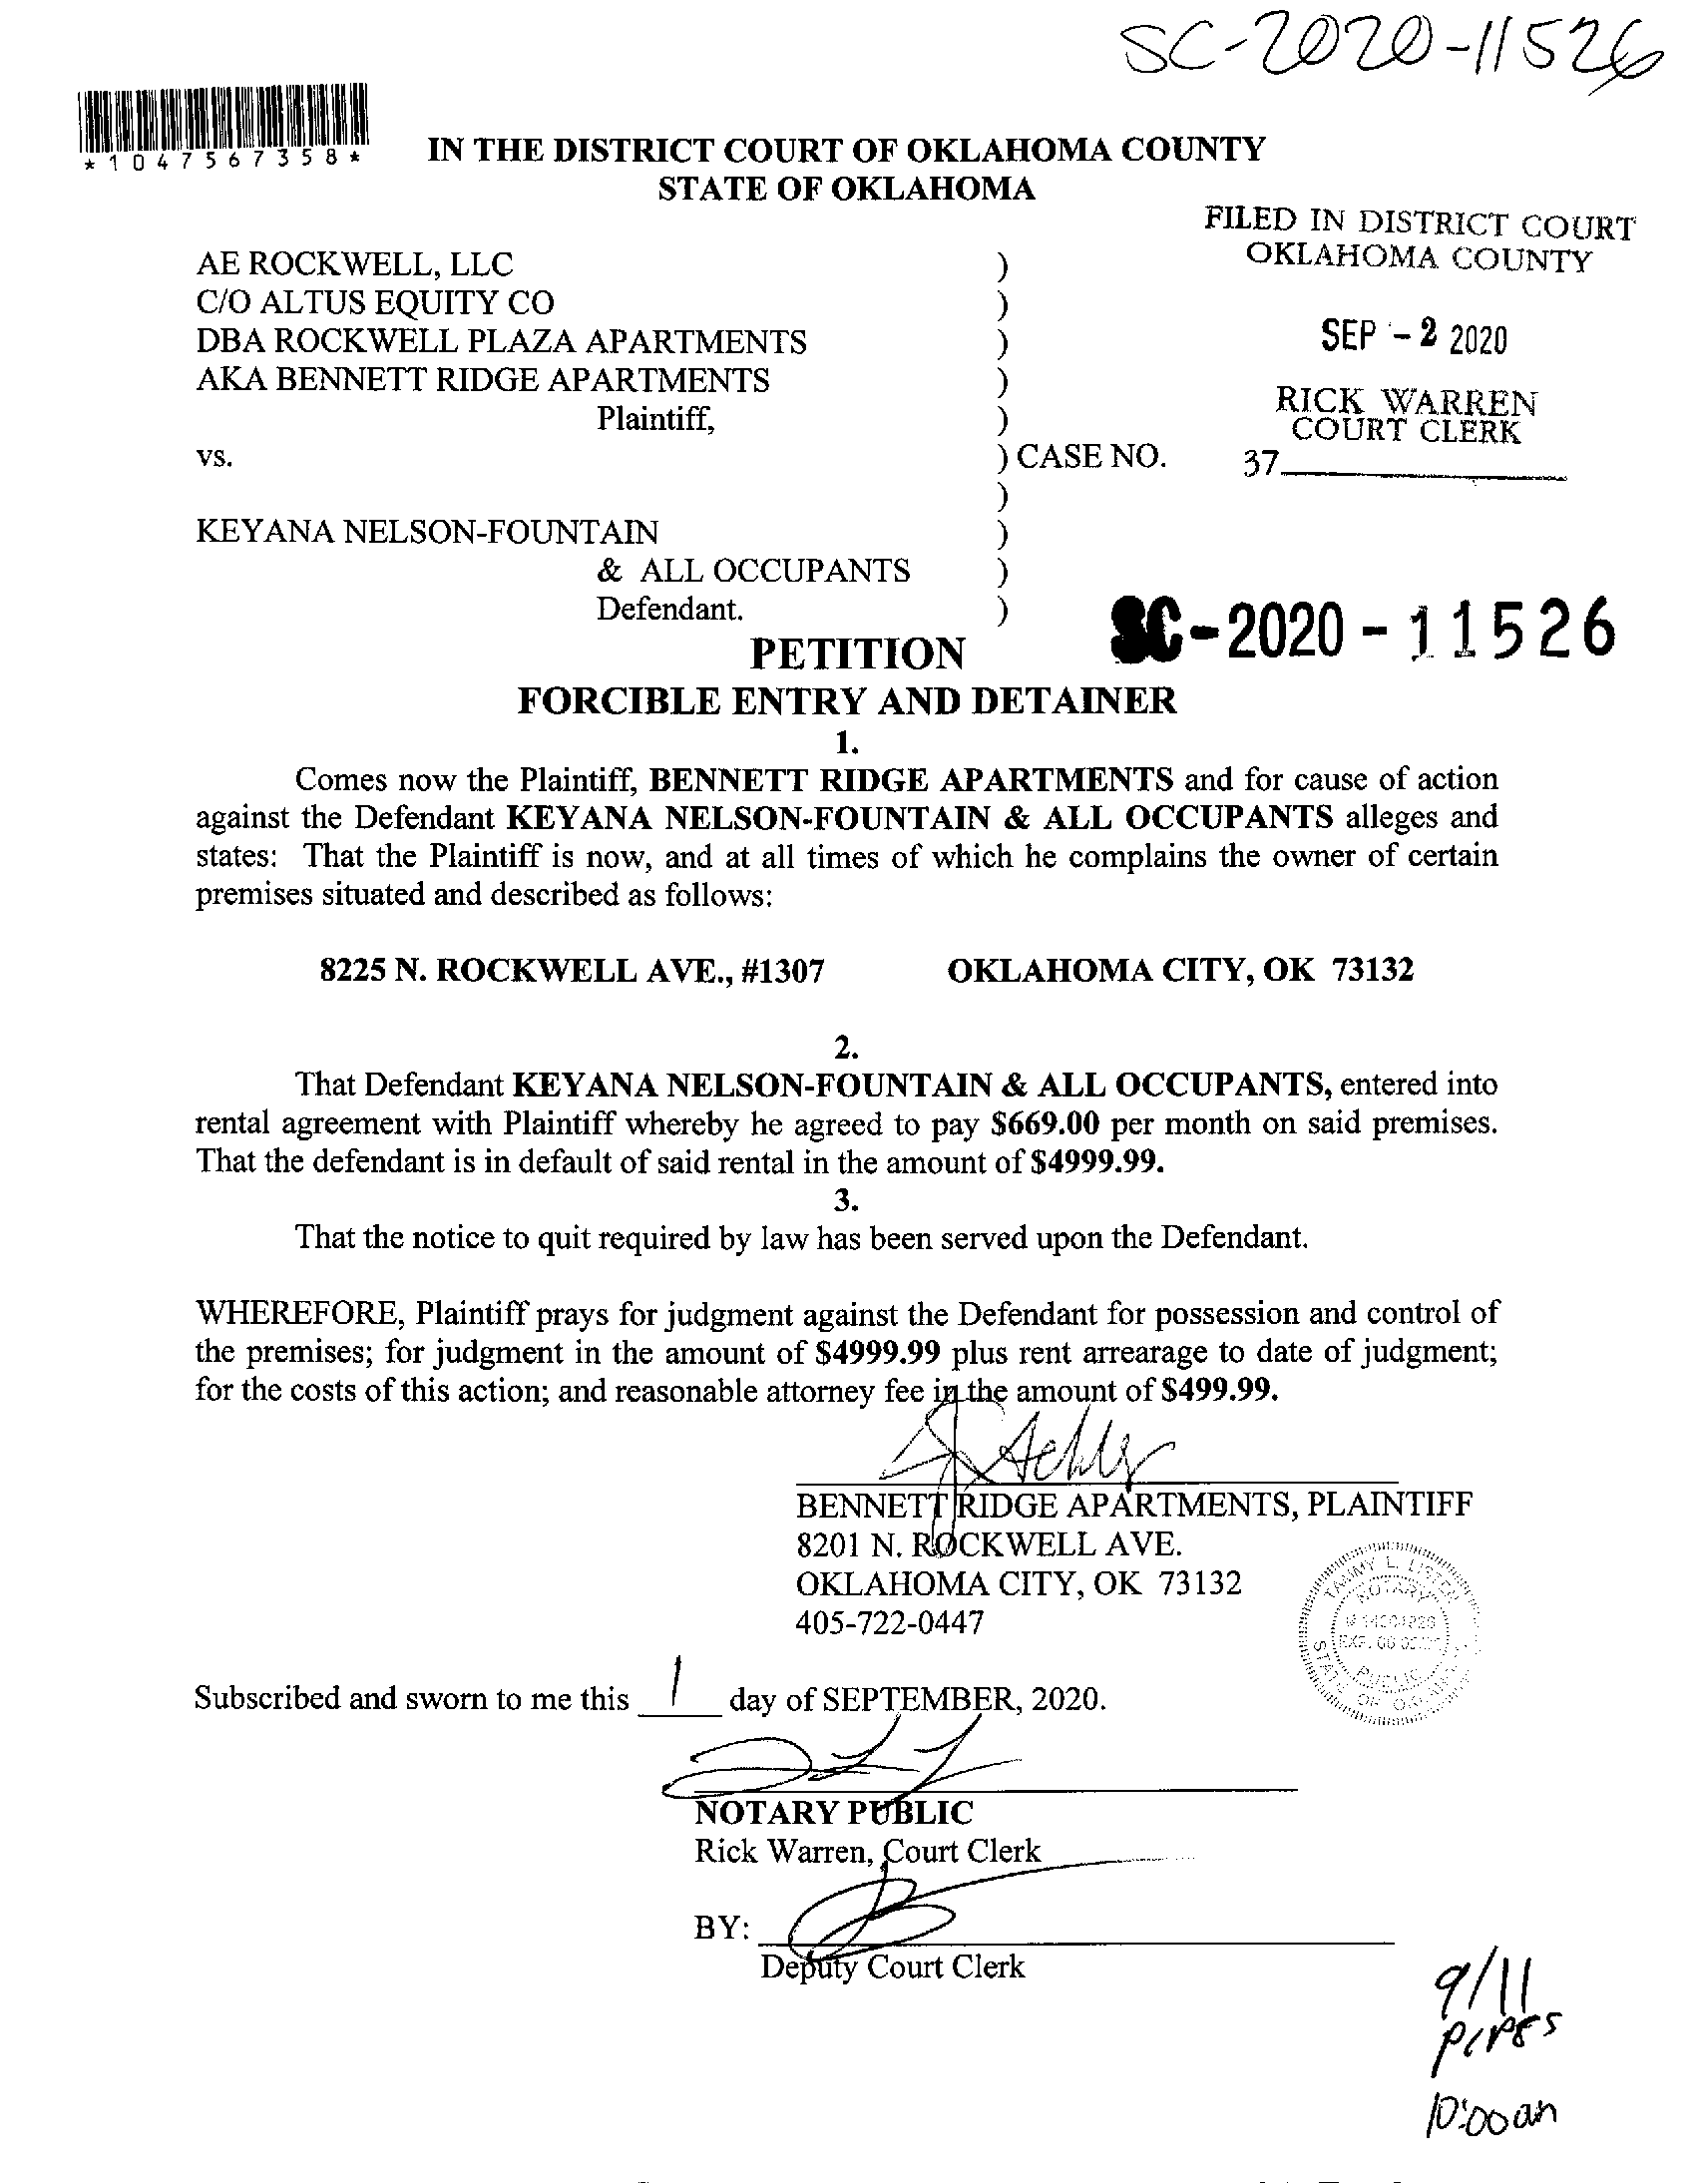 SC-2020-11526
*1047567358*
IN THE DISTRICT COURT OF OKLAHOMA COUNTY
STATE OF OKLAHOMA
FILED IN DISTRICT COURT
OKLAHOMA COUNTY
SEP - 2 2020
RICK WARREN
COURT CLERK
37
AE ROCKWELL, LLC )
C/O ALTUS EQUITY CO )
DBA ROCKWELL PLAZA APARTMENTS )
AKA BENNETT RIDGE APARTMENTS )
Plaintiff, )
vs. ) CASE NO.
)
KEYANA NELSON-FOUNTAIN )
& ALL OCCUPANTS )
Defendant. )
SC-2020-11526
PETITION
FORCIBLE ENTRY AND DETAINER
1.
Comes now the Plaintiff, BENNETT RIDGE APARTMENTS and for cause of action
against the Defendant KEYANA NELSON-FOUNTAIN & ALL OCCUPANTS alleges and
states: That the Plaintiff is now, and at all times of which he complains the owner of certain
premises situated and described as follows:
8225 N. ROCKWELL AVE., #1307 OKLAHOMA CITY, OK 73132
2.
That Defendant KEYANA NELSON-FOUNTAIN & ALL OCCUPANTS, entered into
rental agreement with Plaintiff whereby he agreed to pay $669.00 per month on said premises.
That the defendant is in default of said rental in the amount of $4999.99.
3.
That the notice to quit required by law has been served upon the Defendant.
WHEREFORE, Plaintiff prays for judgment against the Defendant for possession and control of
the premises; for judgment in the amount of $4999.99 plus rent arrearage to date of judgment;
for the costs of this action; and reasonable attorney fee in the amount of $499.99.
BENNETT RIDGE APARTMENTS, PLAINTIFF
8201 N. ROCKWELL AVE.
OKLAHOMA CITY, OK 73132
405-722-0447
TAMMY L.
NOTARY
PUBLIC
STATE OF
Subscribed and sworn to me this 1 day of SEPTEMBER, 2020.
NOTARY PUBLIC
Rick Warren, Court Clerk
BY:
Deputy Court Clerk
9/11
PIPES
10:00 am